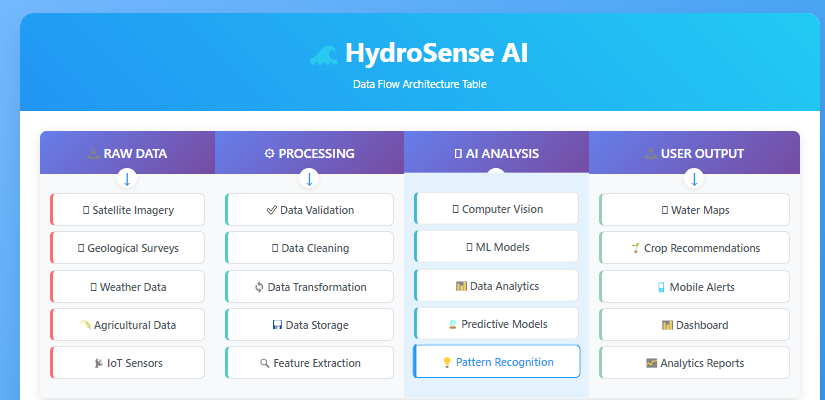 HydroSense AI
Data Flow Architecture Table
RAW DATA
PROCESSING
AI ANALYSIS
USER OUTPUT
Satellite Imagery
Data Validation
Computer Vision
Water Maps
Geological Surveys
Data Cleaning
ML Models
Crop Recommendations
Weather Data
Data Transformation
Data Analytics
Mobile Alerts
Agricultural Data
Data Storage
Predictive Models
Dashboard
IoT Sensors
Feature Extraction
Pattern Recognition
Analytics Reports